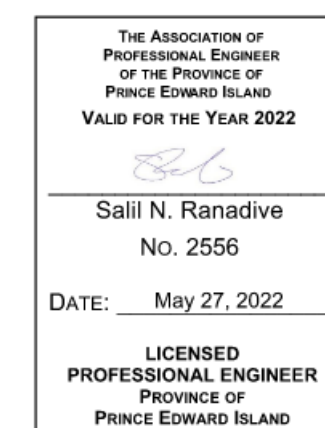 THE ASSOCIATION OF
PROFESSIONAL ENGINEER
OF THE PROVINCE OF
PRINCE EDWARD ISLAND
VALID FOR THE YEAR 2022
Salil N. Ranadive
NO. 2556
DATE: May 27, 2022
LICENSED
PROFESSIONAL ENGINEER
PROVINCE OF
PRINCE EDWARD ISLAND